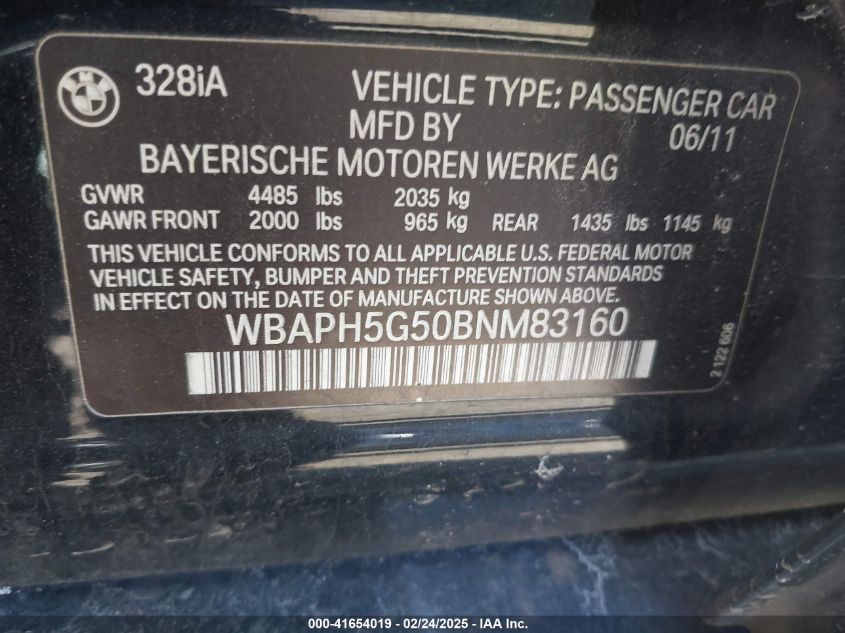 328iA
VEHICLE TYPE: PASSENGER CAR
MFD BY 06/11
BAYERISCHE MOTOREN WERKE AG
GVWR 4485 lbs 2035 kg
GAWR FRONT 2000 lbs 965 kg REAR 1435 lbs 1145 kg
THIS VEHICLE CONFORMS TO ALL APPLICABLE U.S. FEDERAL MOTOR
VEHICLE SAFETY, BUMPER AND THEFT PREVENTION STANDARDS
IN EFFECT ON THE DATE OF MANUFACTURE SHOWN ABOVE.
WBAPH5G50BNM83160
2 122 606
000-41654019 - 02/24/2025 - IAA Inc.